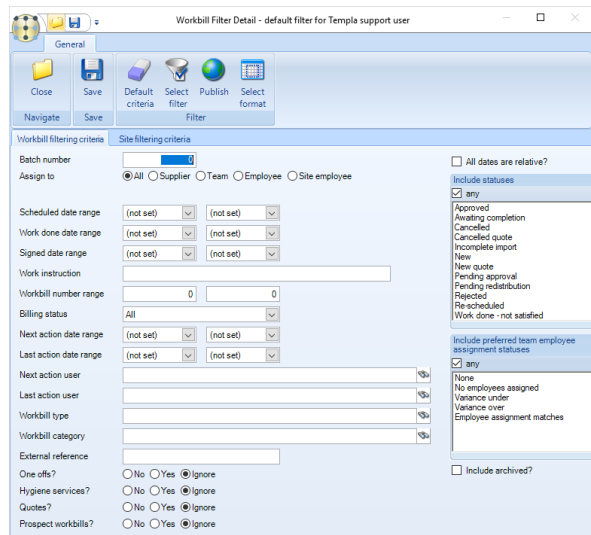 Workbill Filter Detail - default filter for Templa support user
General
Close
Save
Default criteria
Select filter
Publish
Select format
Navigate
Save
Filter
Workbill filtering criteria
Site filtering criteria
Batch number 0
Assign to All Supplier Team Employee Site employee
Scheduled date range (not set) (not set)
Work done date range (not set) (not set)
Signed date range (not set) (not set)
Work instruction
Workbill number range 0 0
Billing status All
Next action date range (not set) (not set)
Last action date range (not set) (not set)
Next action user
Last action user
Workbill type
Workbill category
External reference
One offs? No Yes Ignore
Hygiene services? No Yes Ignore
Quotes? No Yes Ignore
Prospect workbills? No Yes Ignore
All dates are relative?
Include statuses
any
Approved
Awaiting completion
Cancelled
Cancelled quote
Incomplete import
New
New quote
Pending approval
Pending redistribution
Rejected
Re-scheduled
Work done - not satisfied
Include preferred team employee
assignment statuses
any
None
No employees assigned
Variance under
Variance over
Employee assignment matches
Include archived?